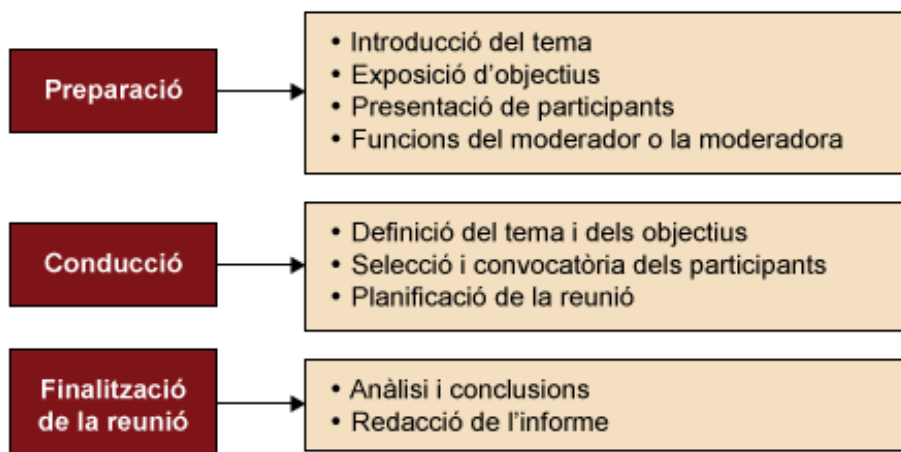 Preparació
• Introducció del tema
• Exposició d'objectius
• Presentació de participants
• Funcions del moderador o la moderadora
Conducció
• Definició del tema i dels objectius
• Selecció i convocatòria dels participants
• Planificació de la reunió
Finalització
de la reunió
• Anàlisi i conclusions
• Redacció de l'informe